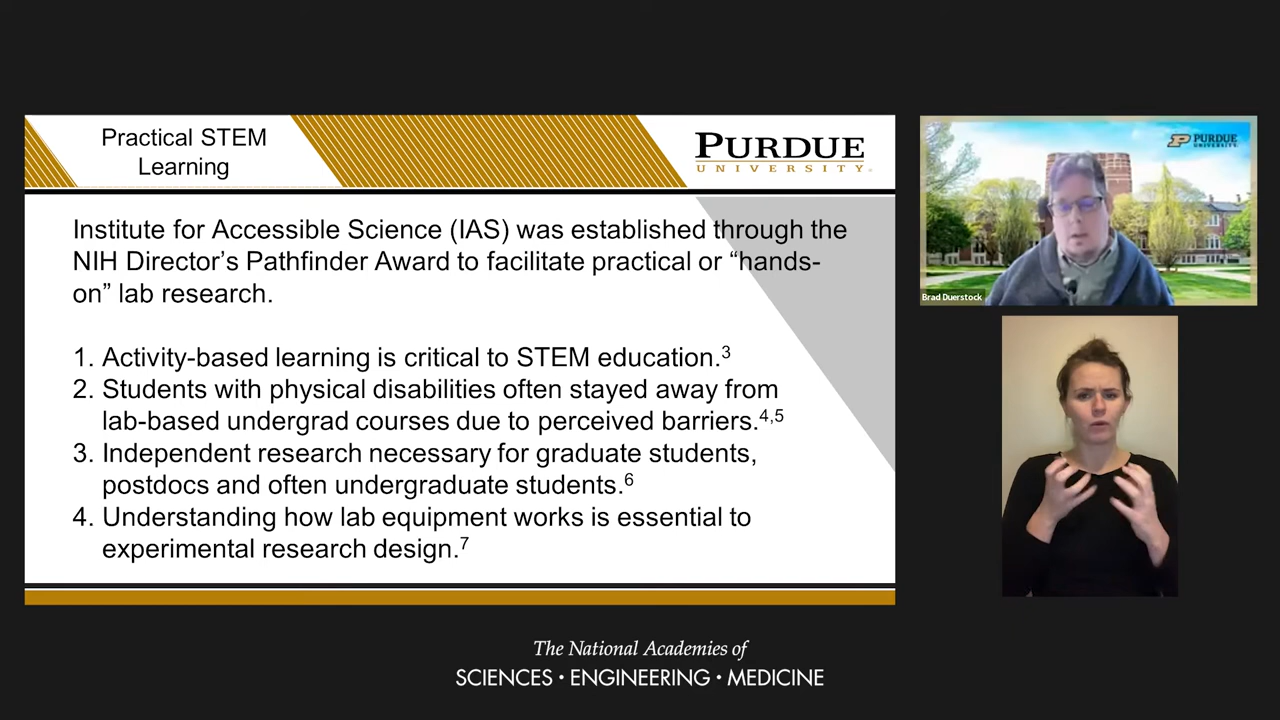 Practical STEM
Learning
PURDUE
UNIVERSITY®
Institute for Accessible Science (IAS) was established through the
NIH Director’s Pathfinder Award to facilitate practical or “hands-
on” lab research.
1. Activity-based learning is critical to STEM education.3
2. Students with physical disabilities often stayed away from
lab-based undergrad courses due to perceived barriers.4,5
3. Independent research necessary for graduate students,
postdocs and often undergraduate students.6
4. Understanding how lab equipment works is essential to
experimental research design.7
P PURDUE
UNIVERSITY
Brad Duerstock
The National Academies of
SCIENCES • ENGINEERING • MEDICINE